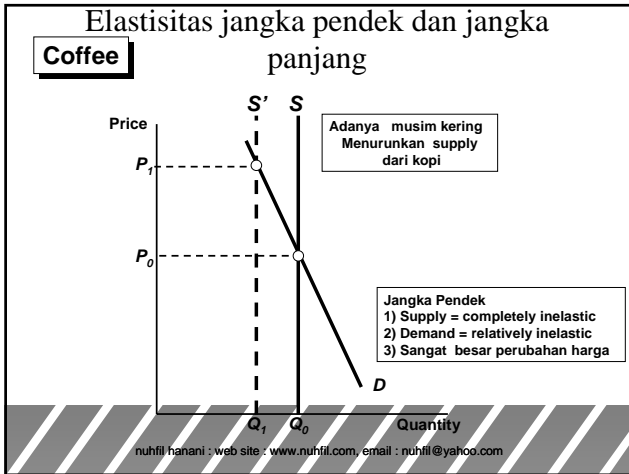 Elastisitas jangka pendek dan jangka
panjang
Coffee
S' S
Price
Adanya musim kering
Menurunkan supply
dari kopi
P1
P0
Jangka Pendek
1) Supply = completely inelastic
2) Demand = relatively inelastic
3) Sangat besar perubahan harga
D
Q1 Q0 Quantity
nuhfil hanani : web site : www.nuhfil.com, email : nuhfil@yahoo.com